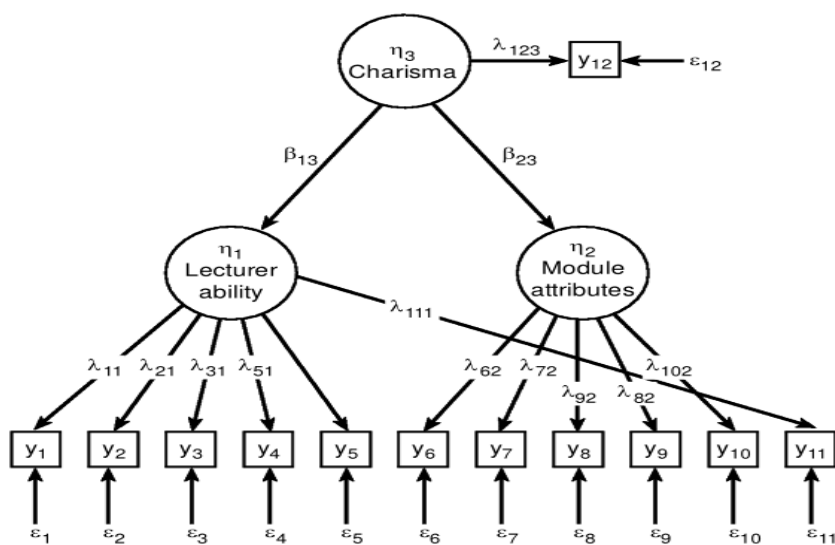 η₃
Charisma
λ₁₂₃
y₁₂
ε₁₂
β₁₃
β₂₃
η₁
Lecturer
ability
η₂
Module
attributes
λ₁₁₁
λ₁₁ λ₂₁ λ₃₁ λ₅₁ λ₆₂ λ₇₂ λ₉₂ λ₈₂ λ₁₀₂
y₁ y₂ y₃ y₄ y₅ y₆ y₇ y₈ y₉ y₁₀ y₁₁
ε₁ ε₂ ε₃ ε₄ ε₅ ε₆ ε₇ ε₈ ε₉ ε₁₀ ε₁₁